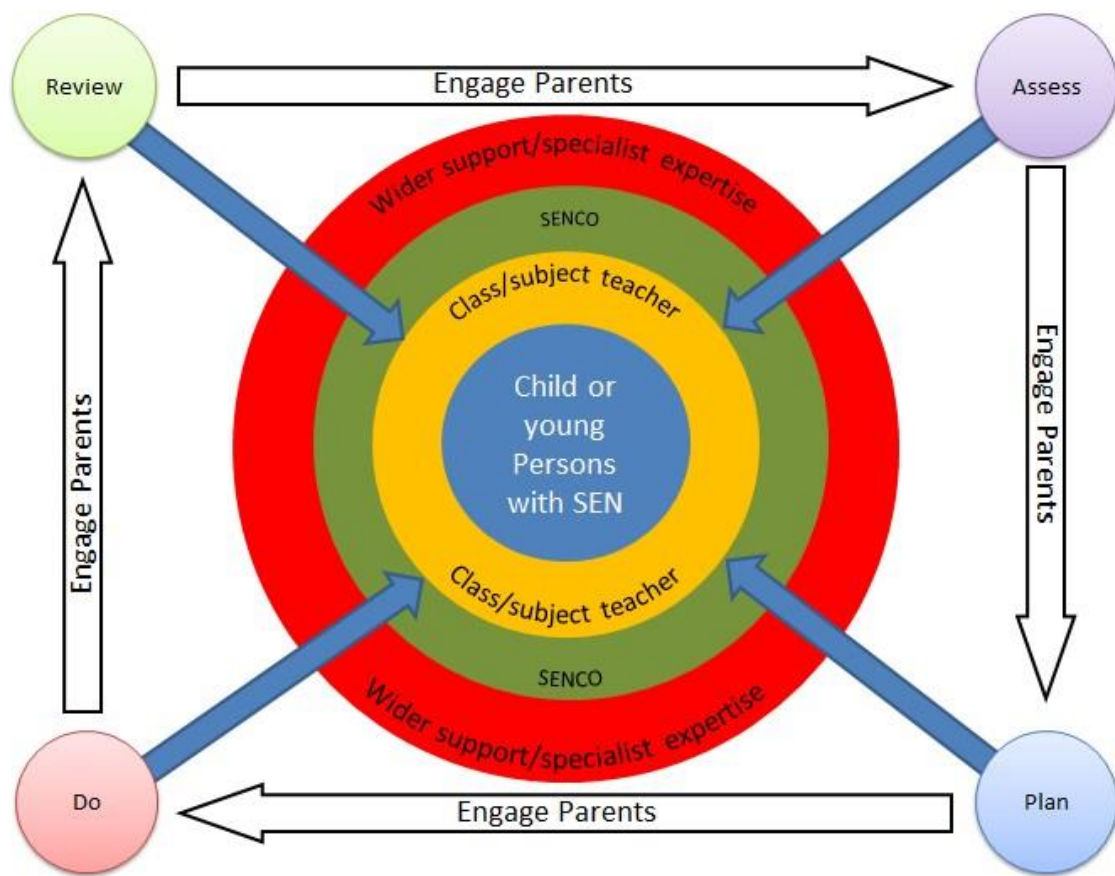 Review
Engage Parents
Assess
Wider support/specialist expertise
SENCO
Class/subject teacher
Child or
young
Persons
with SEN
Engage Parents
Engage Parents
Class/subject teacher
SENCO
Wider support/specialist expertise
Do
Engage Parents
Plan